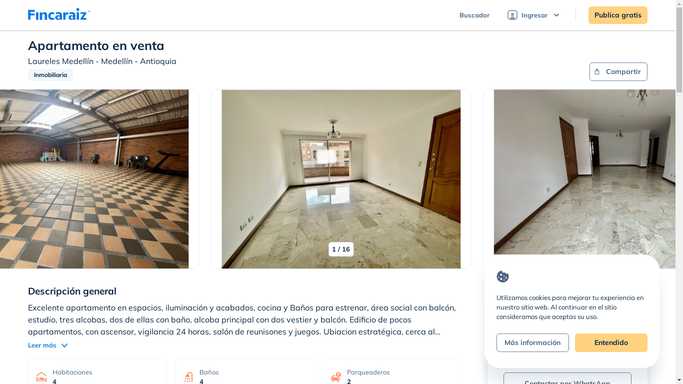 Fincaraiz
Buscador
Ingresar
Publica gratis
Apartamento en venta
Laureles Medellín - Medellín - Antioquia
Inmobiliaria
Compartir
1 / 16
Descripción general
Excelente apartamento en espacios, iluminación y acabados, cocina y Baños para estrenar, área social con balcón,
estudio, tres alcobas, dos de ellas con baño, alcoba principal con dos vestier y balcón. Edificio de pocos
apartamentos, con ascensor, vigilancia 24 horas, salón de reuniones y juegos. Ubicacion estratégica, cerca al...
Leer más
Habitaciones
4
Baños
4
Parqueaderos
2
Utilizamos cookies para mejorar tu experiencia en
nuestro sitio web. Al continuar en el sitio
consideramos que aceptas su uso.
Más información
Entendido
Contactar por WhatsApp